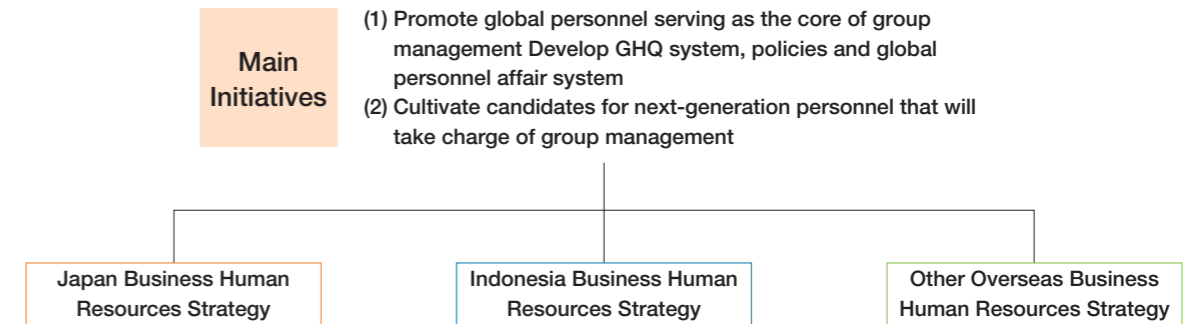 Main
Initiatives
(1) Promote global personnel serving as the core of group
management Develop GHQ system, policies and global
personnel affair system
(2) Cultivate candidates for next-generation personnel that will
take charge of group management
Japan Business Human
Resources Strategy
Indonesia Business Human
Resources Strategy
Other Overseas Business
Human Resources Strategy